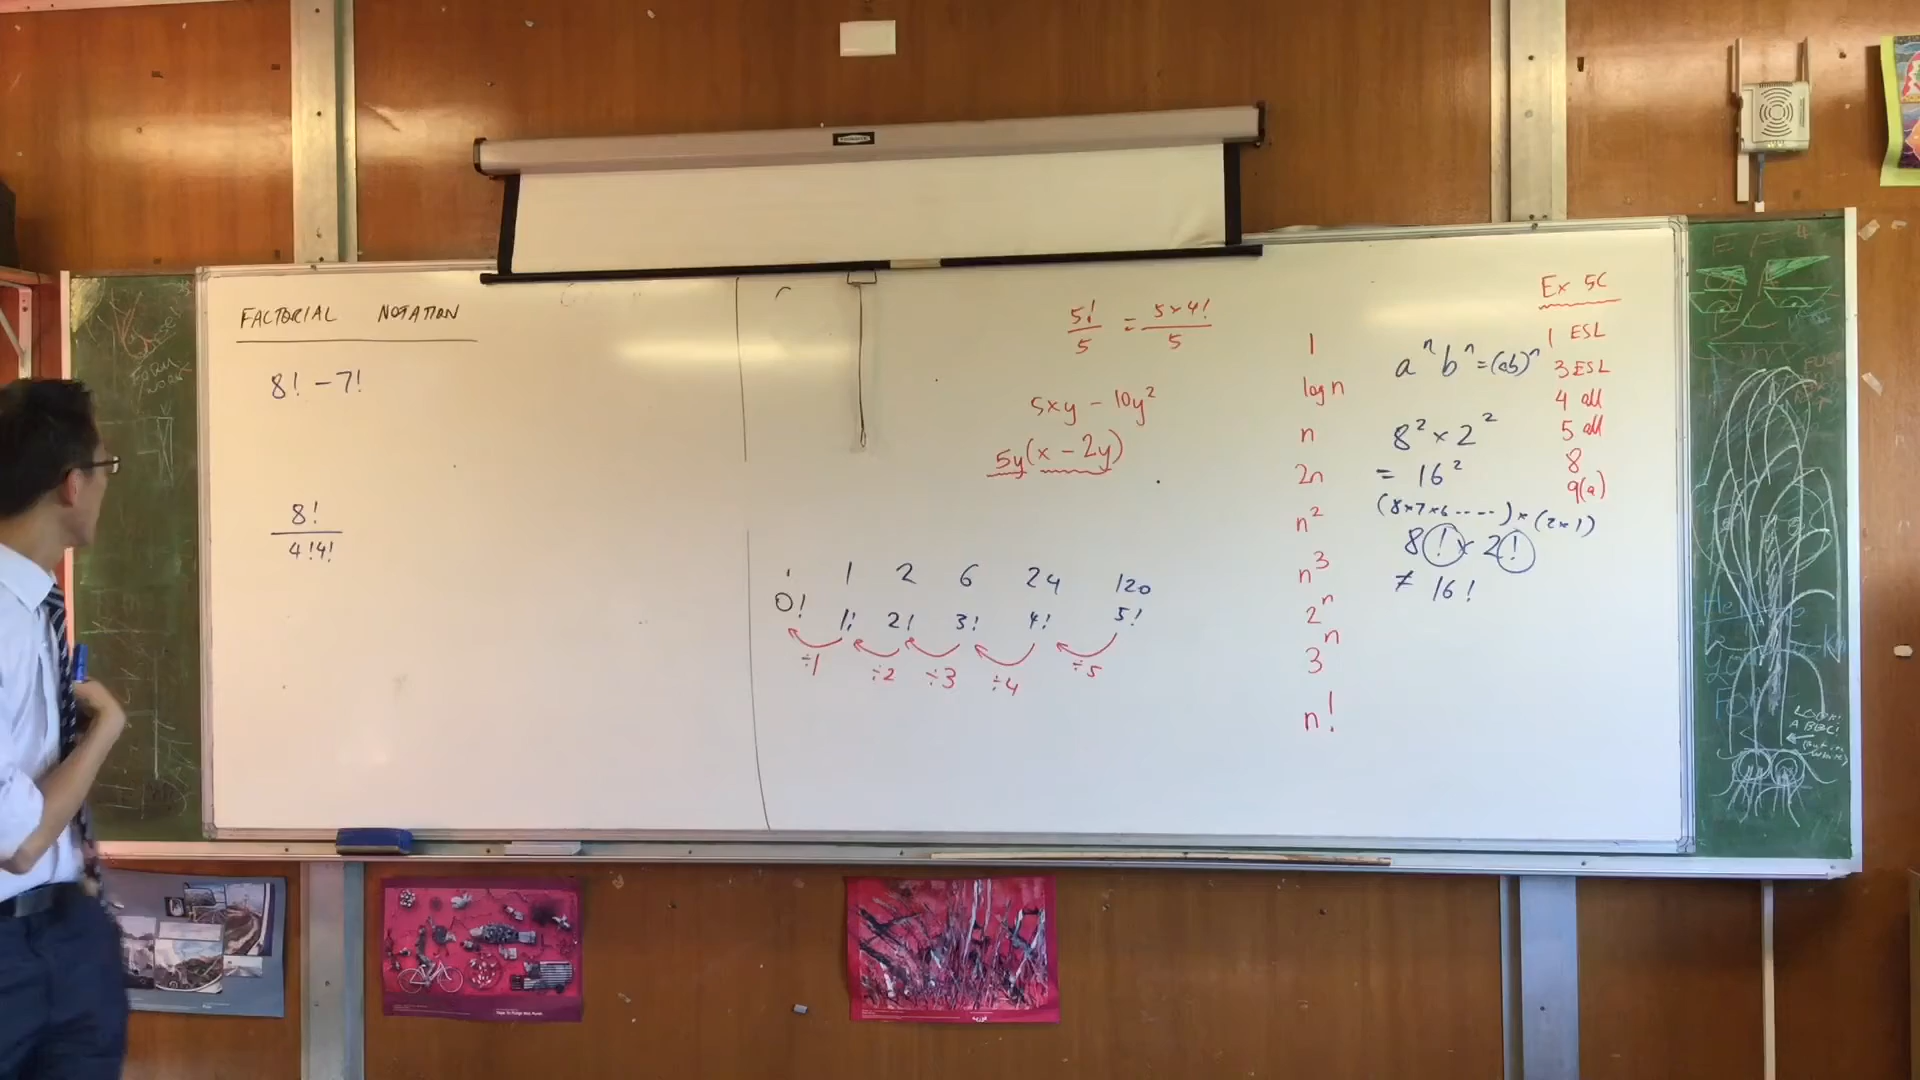 FACTORIAL NOTATION
8! - 7!
8!
4!4!
5! = 5×4!
5 5
5xy - 10y²
5y(x - 2y)
1 2 6 24 120
0! 1! 2! 3! 4! 5!
÷1 ÷2 ÷3 ÷4 ÷5
1
log n
n
2n
n²
n³
2ⁿ
3ⁿ
n!
aⁿbⁿ=(ab)ⁿ
8² × 2²
= 16²
(8×7×6.....)×(2×1)
8! × 2!
≠ 16!
Ex 5C
1 ESL
3 ESL
4 all
5 all
8
9(a)
LOOK!
A BBC!